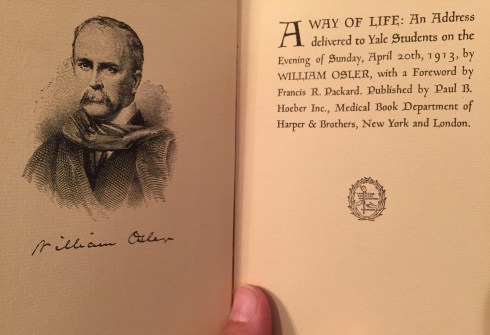 William Osler
A WAY OF LIFE: An Address
delivered to Yale Students on the
Evening of Sunday, April 20th, 1913, by
WILLIAM OSLER, with a Foreword by
Francis R. Packard. Published by Paul B.
Hoeber Inc., Medical Book Department of
Harper & Brothers, New York and London.